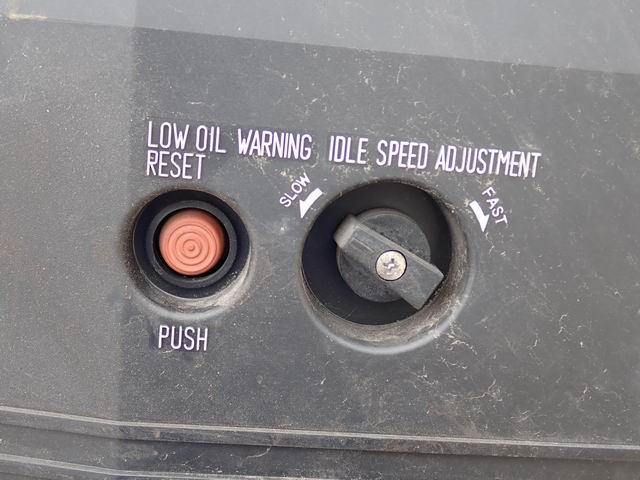 LOW OIL WARNING
RESET
IDLE SPEED ADJUSTMENT
SLOW
FAST
PUSH